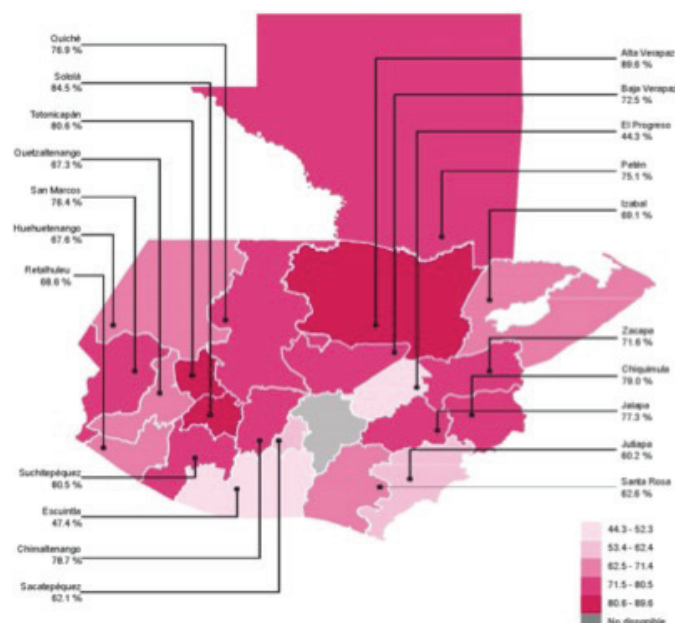 Quiché
76.9 %
Sololá
84.5 %
Totonicapán
80.6 %
Quetzaltenango
67.3 %
San Marcos
76.4 %
Huehuetenango
67.6 %
Retalhuleu
68.6 %
Suchitepéquez
80.5 %
Escuintla
47.4 %
Chimaltenango
78.7 %
Sacatepéquez
62.1 %
Alta Verapaz
89.6 %
Baja Verapaz
72.5 %
El Progreso
44.3 %
Petén
75.1 %
Izabal
69.1 %
Zacapa
71.6 %
Chiquimula
79.0 %
Jalapa
77.3 %
Jutiapa
60.2 %
Santa Rosa
62.6 %
44.3 - 52.3
53.4 - 62.4
62.5 - 71.4
71.5 - 80.5
80.6 - 89.6
No disponible